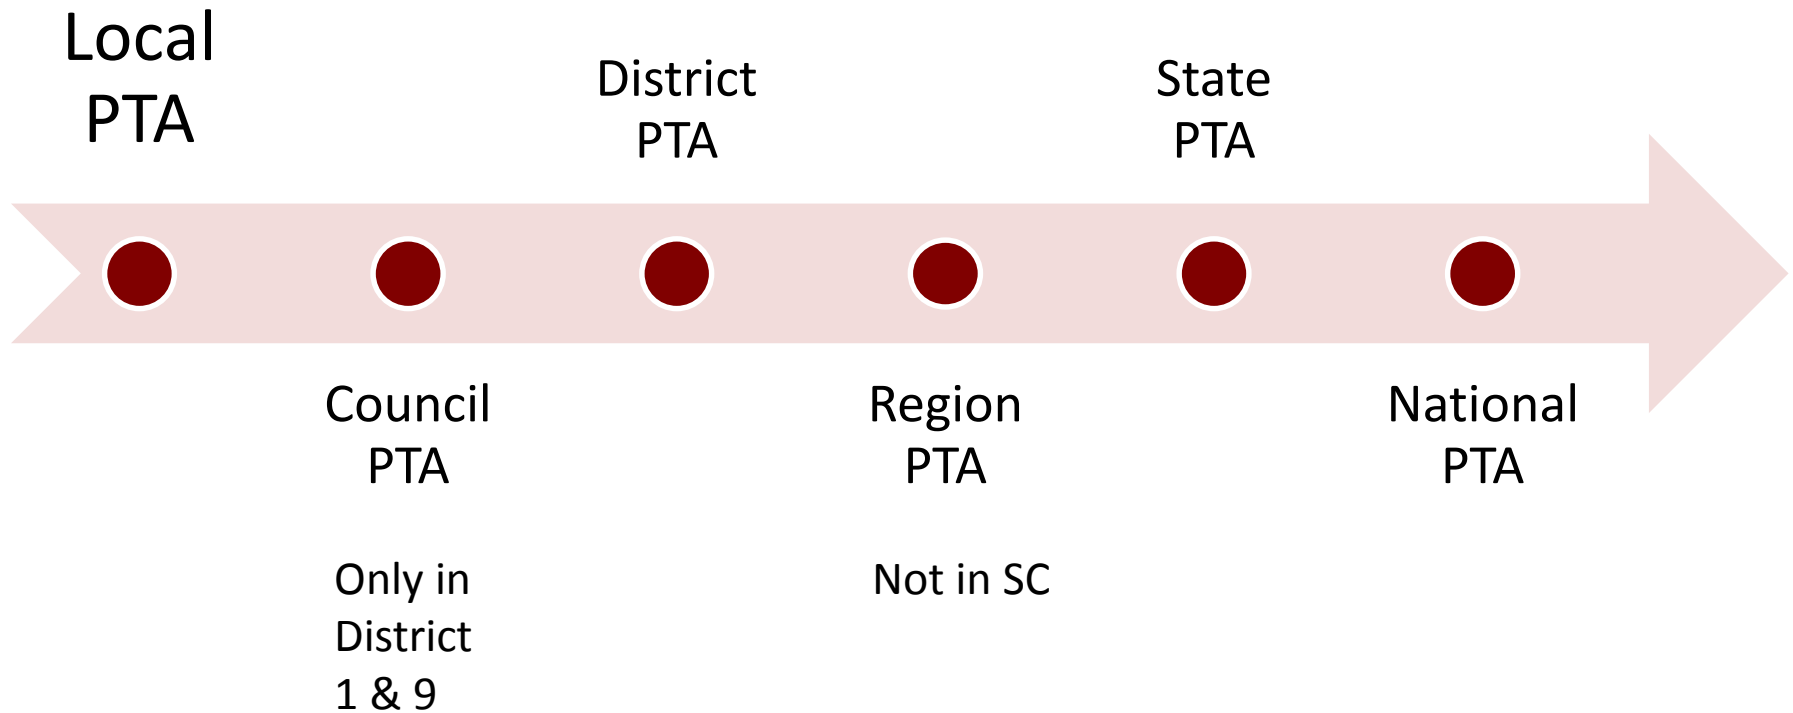 Local
PTA
Council
PTA
Only in
District
1 & 9
District
PTA
Region
PTA
Not in SC
State
PTA
National
PTA